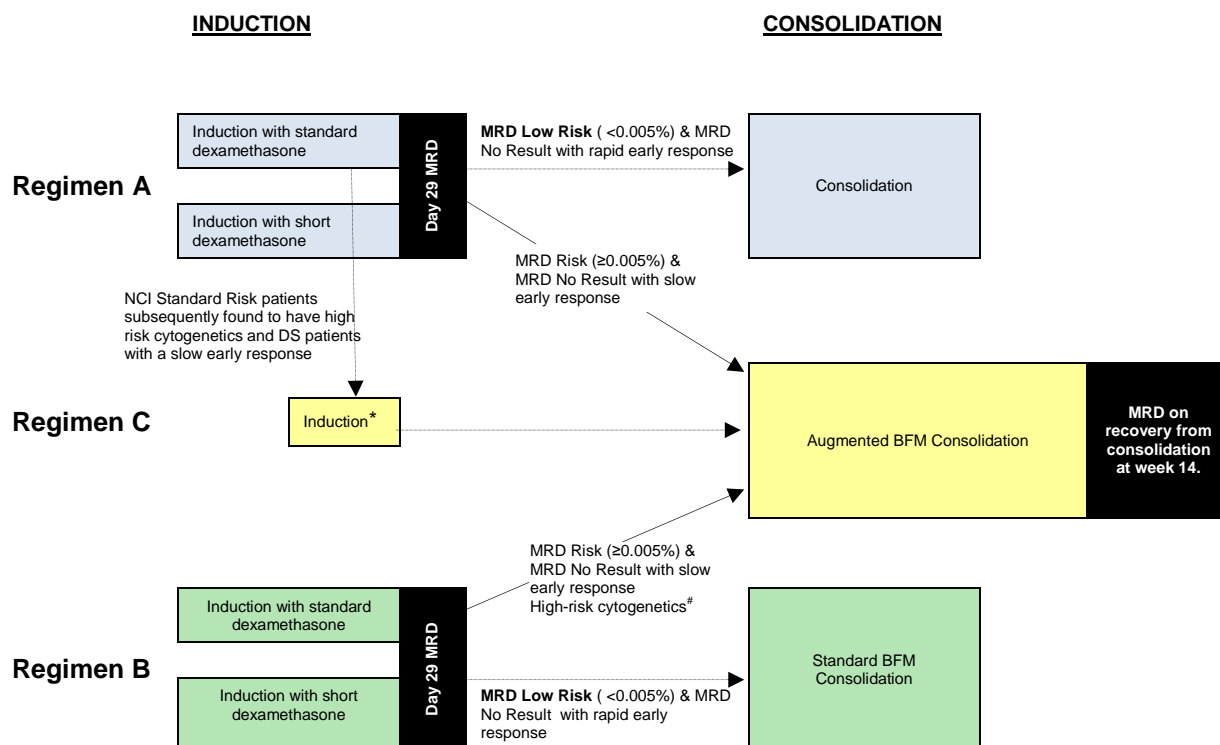 INDUCTION
CONSOLIDATION
Regimen A
Induction with standard
dexamethasone
Induction with short
dexamethasone
Day 29 MRD
MRD Low Risk ( <0.005%) & MRD
No Result with rapid early response
Consolidation
MRD Risk (≥0.005%) &
MRD No Result with slow
early response
NCI Standard Risk patients
subsequently found to have high
risk cytogenetics and DS patients
with a slow early response
Regimen C
Induction*
Augmented BFM Consolidation
MRD on
recovery from
consolidation
at week 14.
MRD Risk (≥0.005%) &
MRD No Result with slow
early response
High-risk cytogenetics#
Regimen B
Induction with standard
dexamethasone
Induction with short
dexamethasone
Day 29 MRD
MRD Low Risk ( <0.005%) & MRD
No Result with rapid early
response
Standard BFM
Consolidation